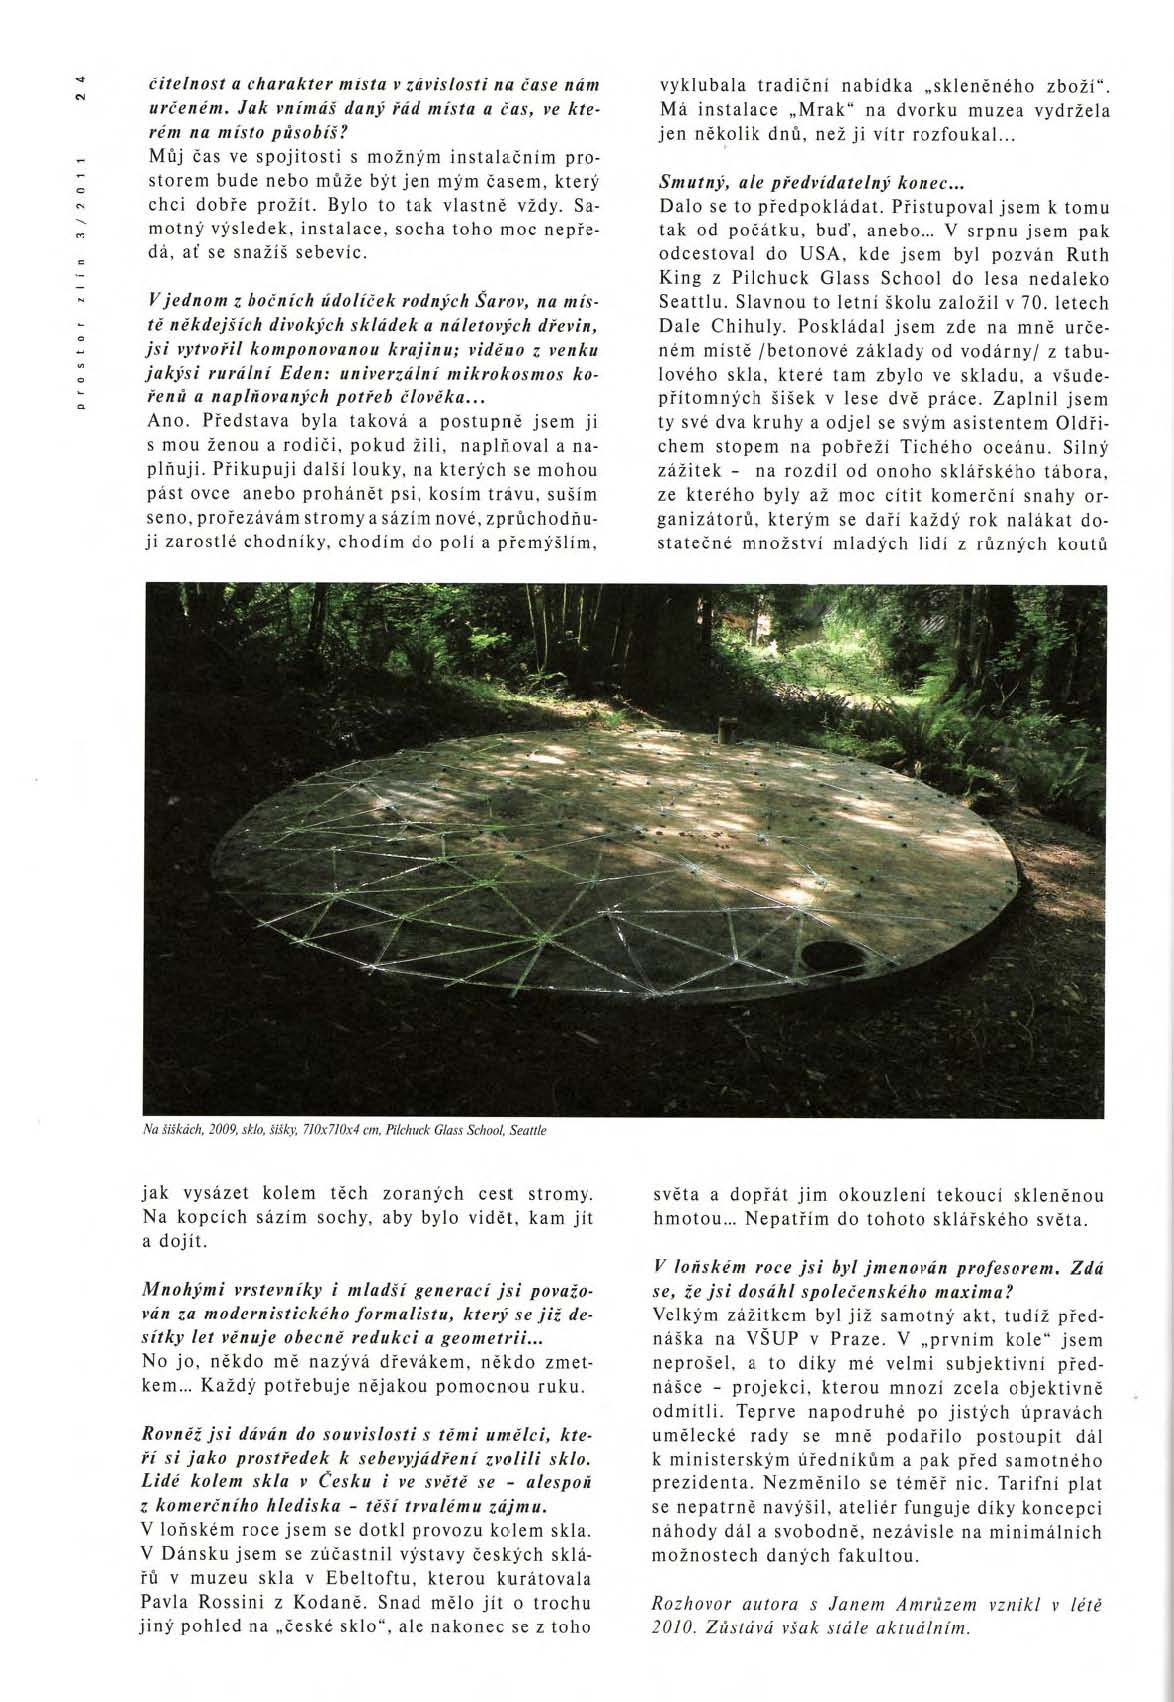 prostor zlín 3/2011 24
čitelnost a charakter místa v závislosti na čase nám
určeném. Jak vnímáš daný řád místa a čas, ve kte-
rém na místo působíš?
Můj čas ve spojitosti s možným instalačním pro-
storem bude nebo může být jen mým časem, který
chci dobře prožít. Bylo to tak vlastně vždy. Sa-
motný výsledek, instalace, socha toho moc nepře-
dá, ať se snažíš sebevíc.
V jednom z bočních údolíček rodných Šarov, na mís-
tě někdejších divokých skládek a náletových dřevin,
jsi vytvořil komponovanou krajinu; viděno z venku
jakýsi rurální Eden: univerzální mikrokosmos ko-
řenů a naplňovaných potřeb člověka...
Ano. Představa byla taková a postupně jsem ji
s mou ženou a rodiči, pokud žili, naplňoval a na-
plňuji. Přikupuji další louky, na kterých se mohou
pást ovce anebo prohánět psi, kosím trávu, suším
seno, prořezávám stromy a sázím nové, zprůchodňu-
ji zarostlé chodníky, chodím do polí a přemýšlím,
vyklubala tradiční nabídka „skleněného zboží“.
Má instalace „Mrak“ na dvorku muzea vydržela
jen několik dnů, než ji vítr rozfoukal...
Smutný, ale předvídatelný konec...
Dalo se to předpokládat. Přistupoval jsem k tomu
tak od počátku, buď, anebo... V srpnu jsem pak
odcestoval do USA, kde jsem byl pozván Ruth
King z Pilchuck Glass School do lesa nedaleko
Seattlu. Slavnou to letní školu založil v 70. letech
Dale Chihuly. Poskládal jsem zde na mně urče-
ném místě /betonové základy od vodárny/ z tabu-
lového skla, které tam zbylo ve skladu, a všude-
přítomných šišek v lese dvě práce. Zaplnil jsem
ty své dva kruhy a odjel se svým asistentem Oldři-
chem stopem na pobřeží Tichého oceánu. Silný
zážitek – na rozdíl od onoho sklářského tábora,
ze kterého byly až moc cítit komerční snahy or-
ganizátorů, kterým se daří každý rok nalákat do-
statečné množství mladých lidí z různých koutů
Na šiškách, 2009, sklo, šišky, 710x710x4 cm, Pilchuck Glass School, Seattle
jak vysázet kolem těch zoraných cest stromy.
Na kopcích sázím sochy, aby bylo vidět, kam jít
a dojít.
Mnohými vrstevníky i mladší generací jsi považo-
ván za modernistického formalistu, který se již de-
sítky let věnuje obecně redukci a geometrii...
No jo, někdo mě nazývá dřevákem, někdo zmet-
kem... Každý potřebuje nějakou pomocnou ruku.
Rovněž jsi dáván do souvislosti s těmi umělci, kte-
ří si jako prostředek k sebevyjádření zvolili sklo.
Lidé kolem skla v Česku i ve světě se – alespoň
z komerčního hlediska – těší trvalému zájmu.
V loňském roce jsem se dotkl provozu kolem skla.
V Dánsku jsem se zúčastnil výstavy českých sklá-
řů v muzeu skla v Ebeltoftu, kterou kurátovala
Pavla Rossini z Kodaně. Snad mělo jít o trochu
jiný pohled na „české sklo“, ale nakonec se z toho
světa a dopřát jim okouzlení tekoucí skleněnou
hmotou... Nepatřím do tohoto sklářského světa.
V loňském roce jsi byl jmenován profesorem. Zdá
se, že jsi dosáhl společenského maxima?
Velkým zážitkem byl již samotný akt, tudíž před-
náška na VŠUP v Praze. V „prvním kole“ jsem
neprošel, a to díky mé velmi subjektivní před-
nášce – projekci, kterou mnozí zcela objektivně
odmítli. Teprve napodruhé po jistých úpravách
umělecké rady se mně podařilo postoupit dál
k ministerským úředníkům a pak před samotného
prezidenta. Nezměnilo se téměř nic. Tarifní plat
se nepatrně navýšil, ateliér funguje díky koncepci
náhody dál a svobodně, nezávisle na minimálních
možnostech daných fakultou.
Rozhovor autora s Janem Amrůzem vznikl v létě
2010. Zůstává však stále aktuálním.